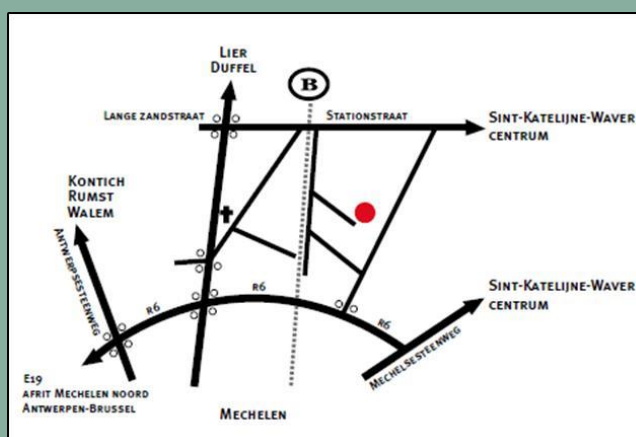 Lier
Duffel
B
Lange Zandstraat
Stationstraat
Sint-Katelijne-Waver
centrum
Kontich
Rumst
Walem
Antwerpsesteenweg
R6
R6
R6
Sint-Katelijne-Waver
centrum
Mechelsesteenweg
E19
afrit Mechelen noord
Antwerpen-Brussel
Mechelen